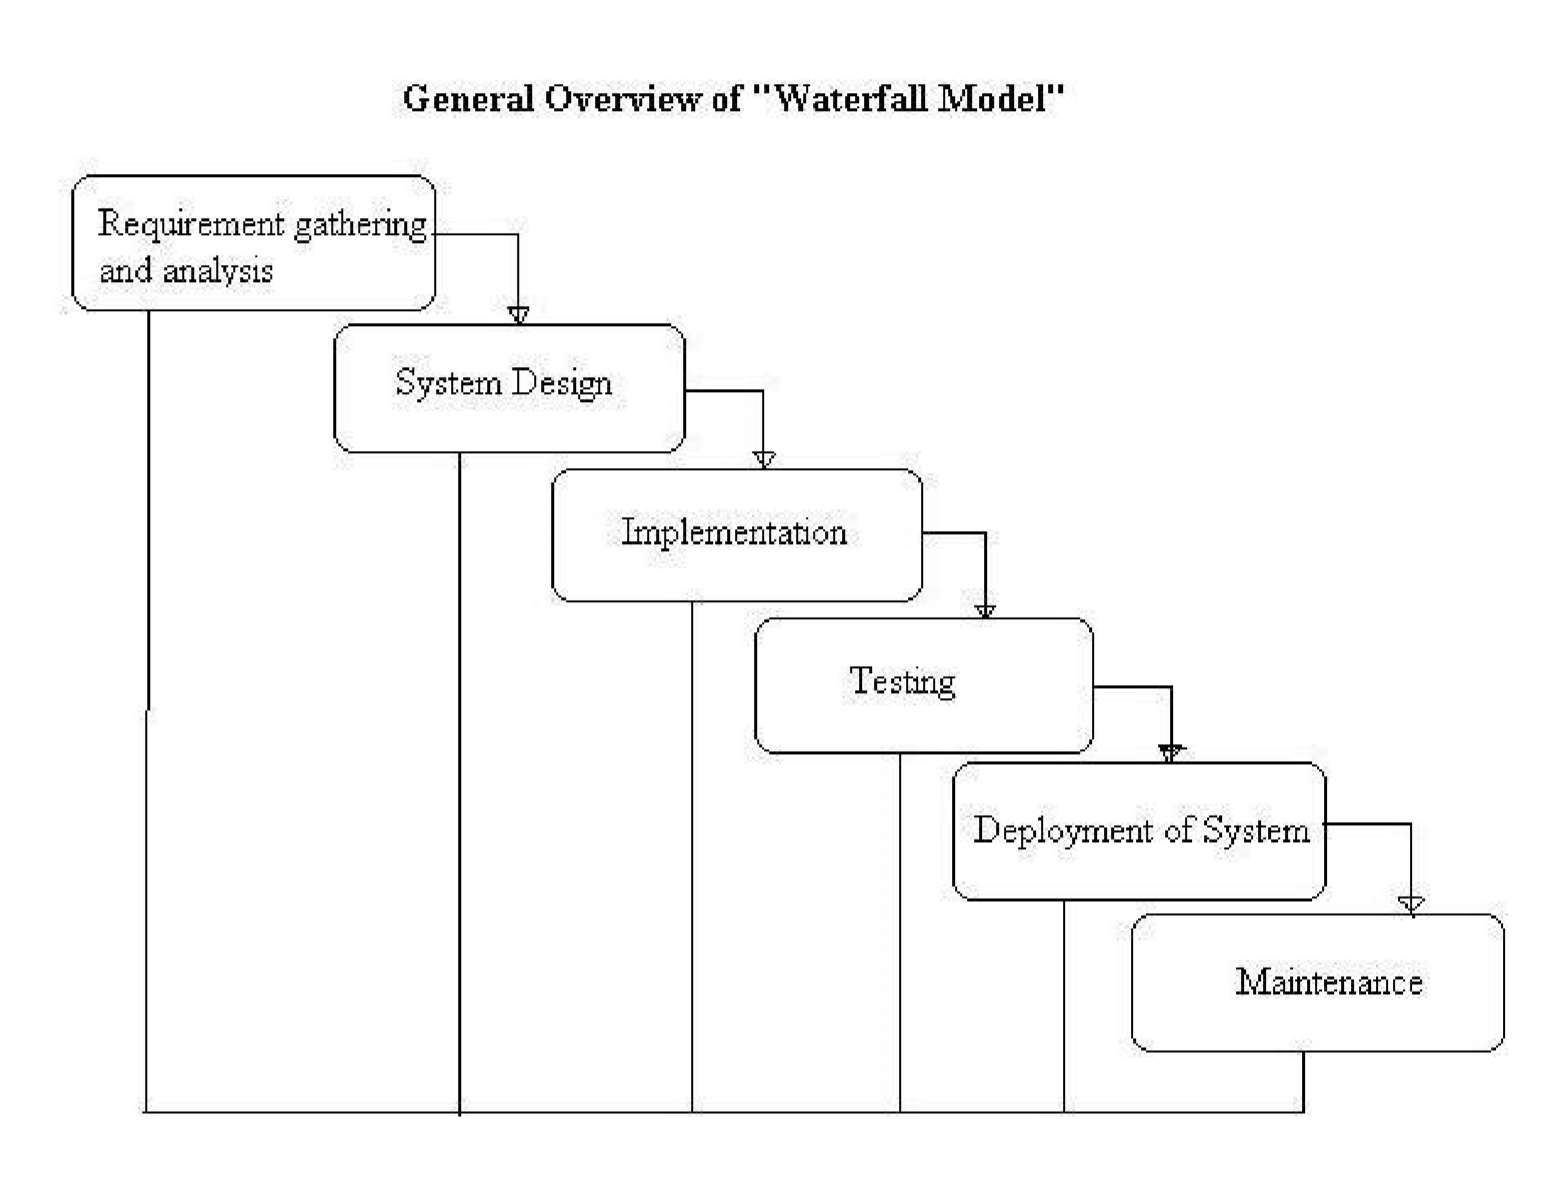 General Overview of "Waterfall Model"
Requirement gathering
and analysis
System Design
Implementation
Testing
Deployment of System
Maintenance